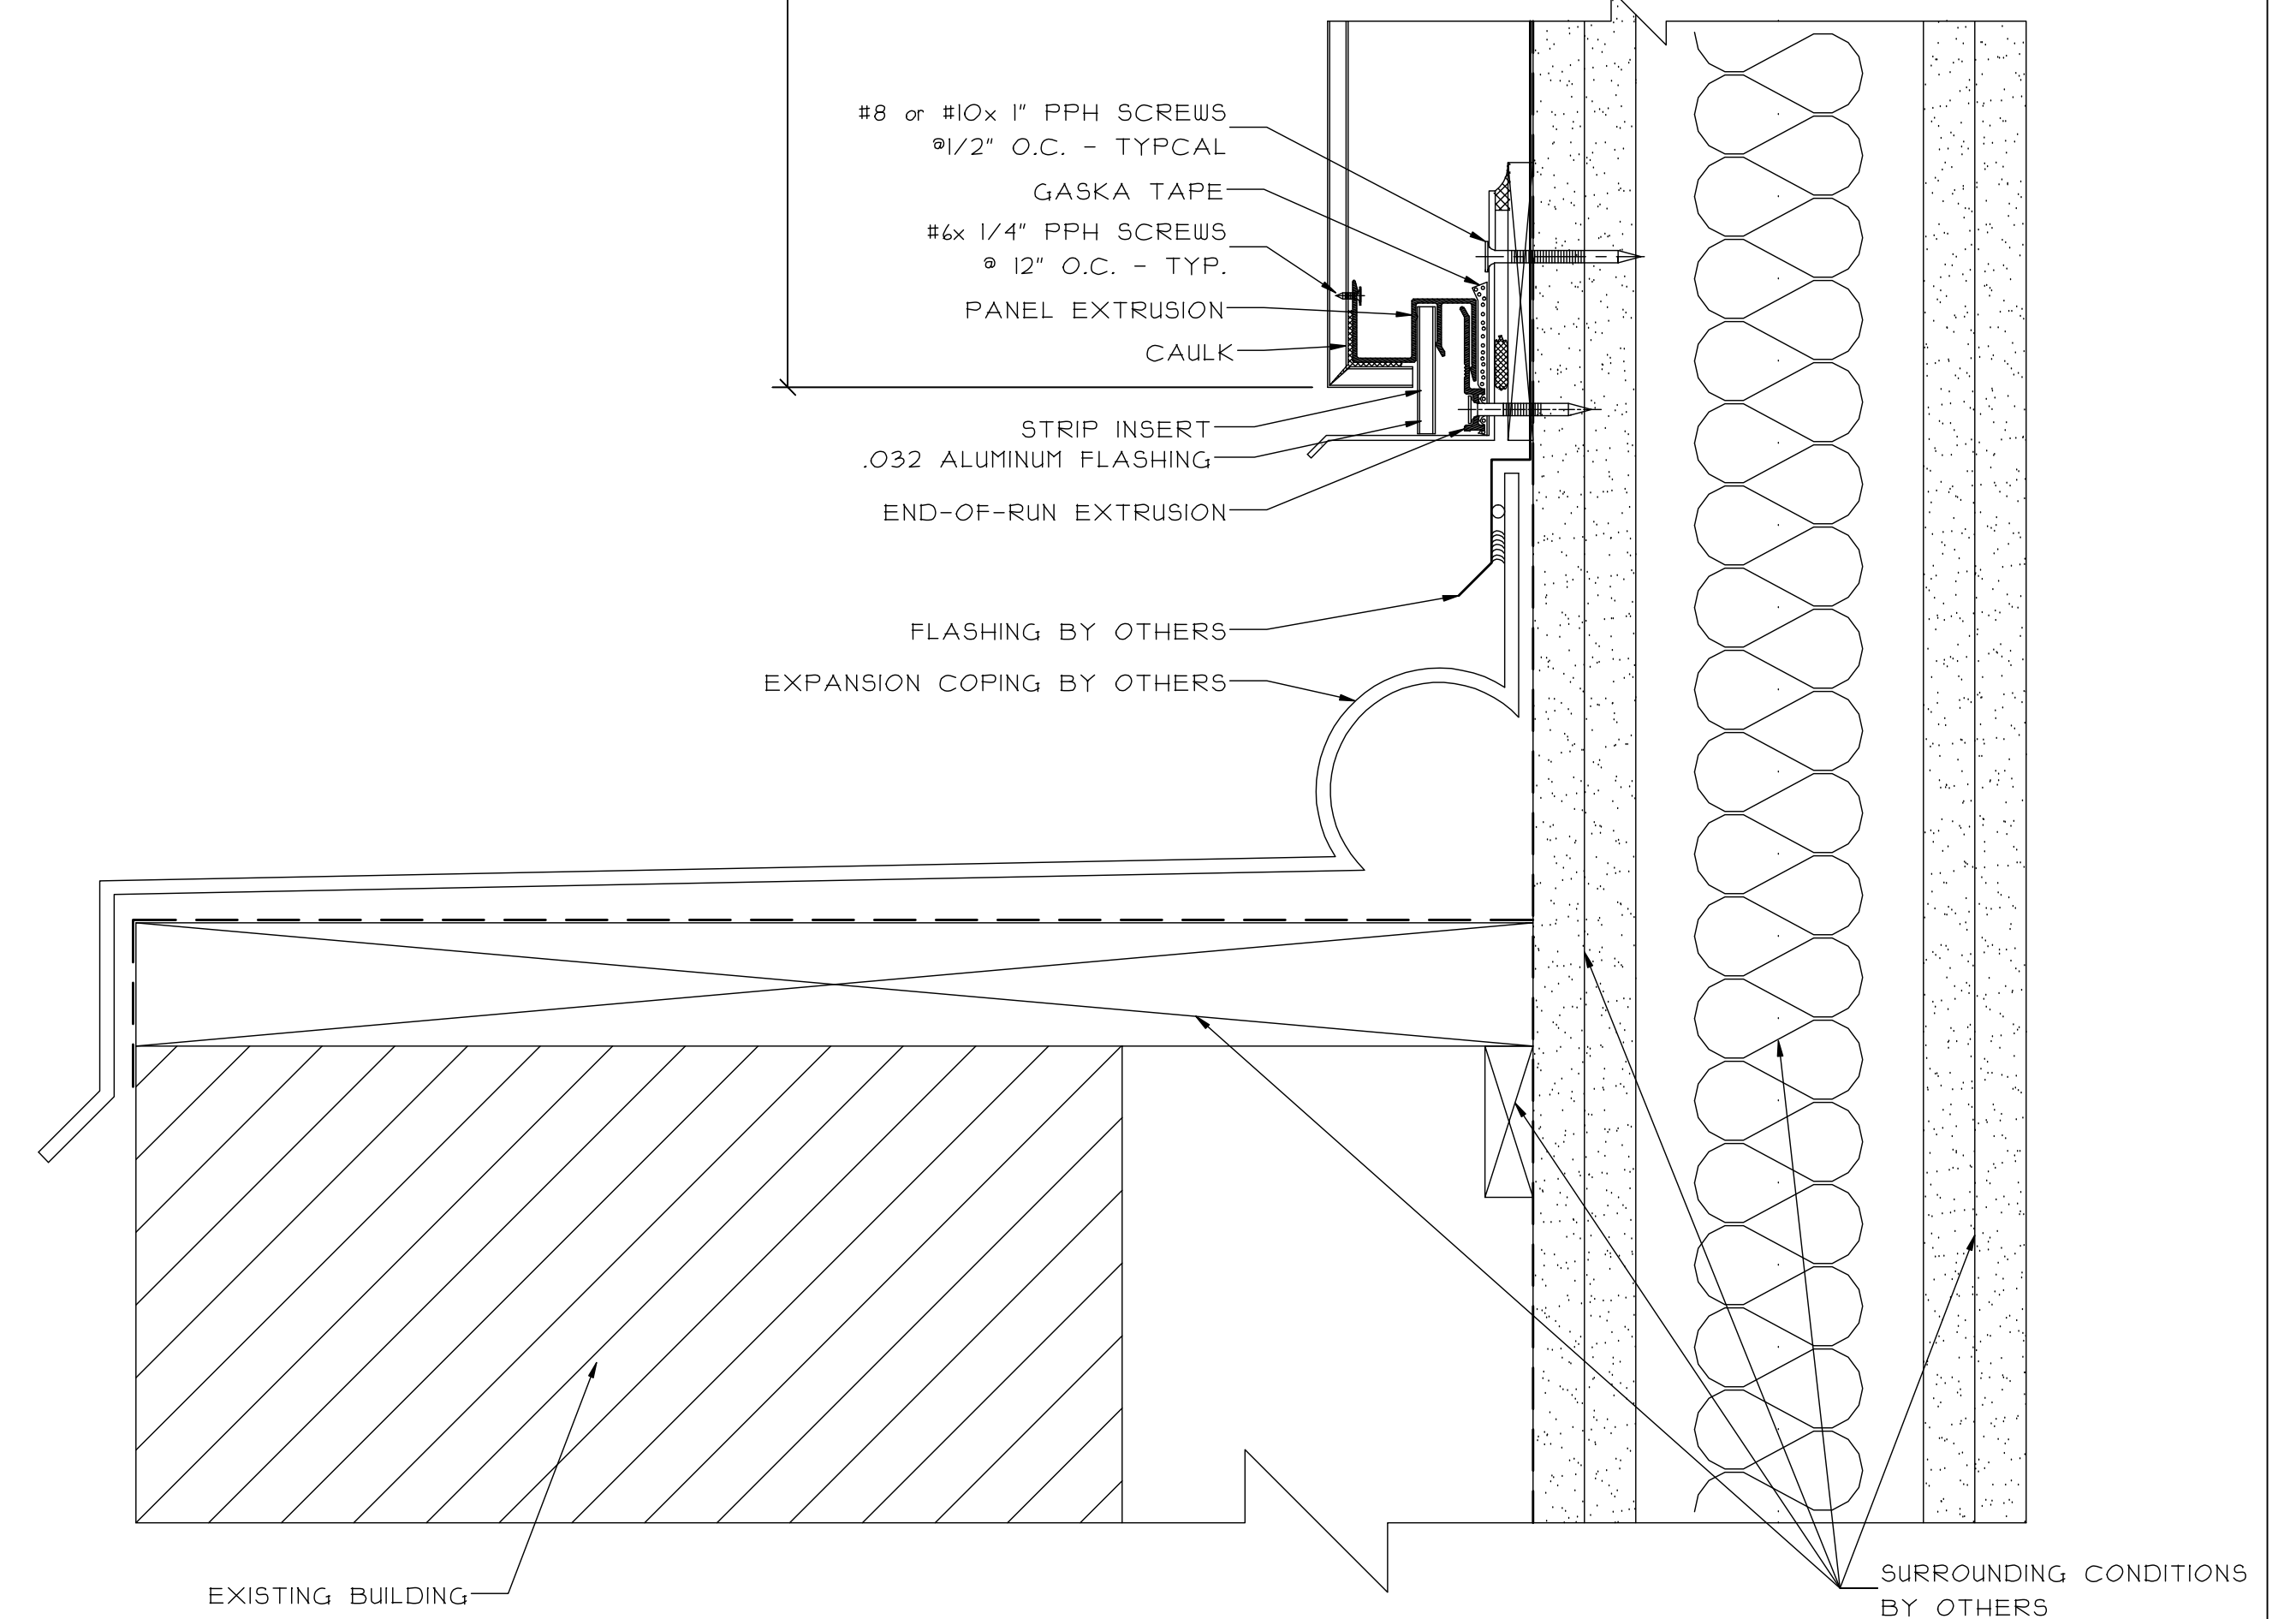 #8 or #10x 1" PPH SCREWS
@1/2" O.C. - TYPCAL
GASKA TAPE
#6x 1/4" PPH SCREWS
@ 12" O.C. - TYP.
PANEL EXTRUSION
CAULK
STRIP INSERT
.032 ALUMINUM FLASHING
END-OF-RUN EXTRUSION
FLASHING BY OTHERS
EXPANSION COPING BY OTHERS
EXISTING BUILDING
SURROUNDING CONDITIONS
BY OTHERS